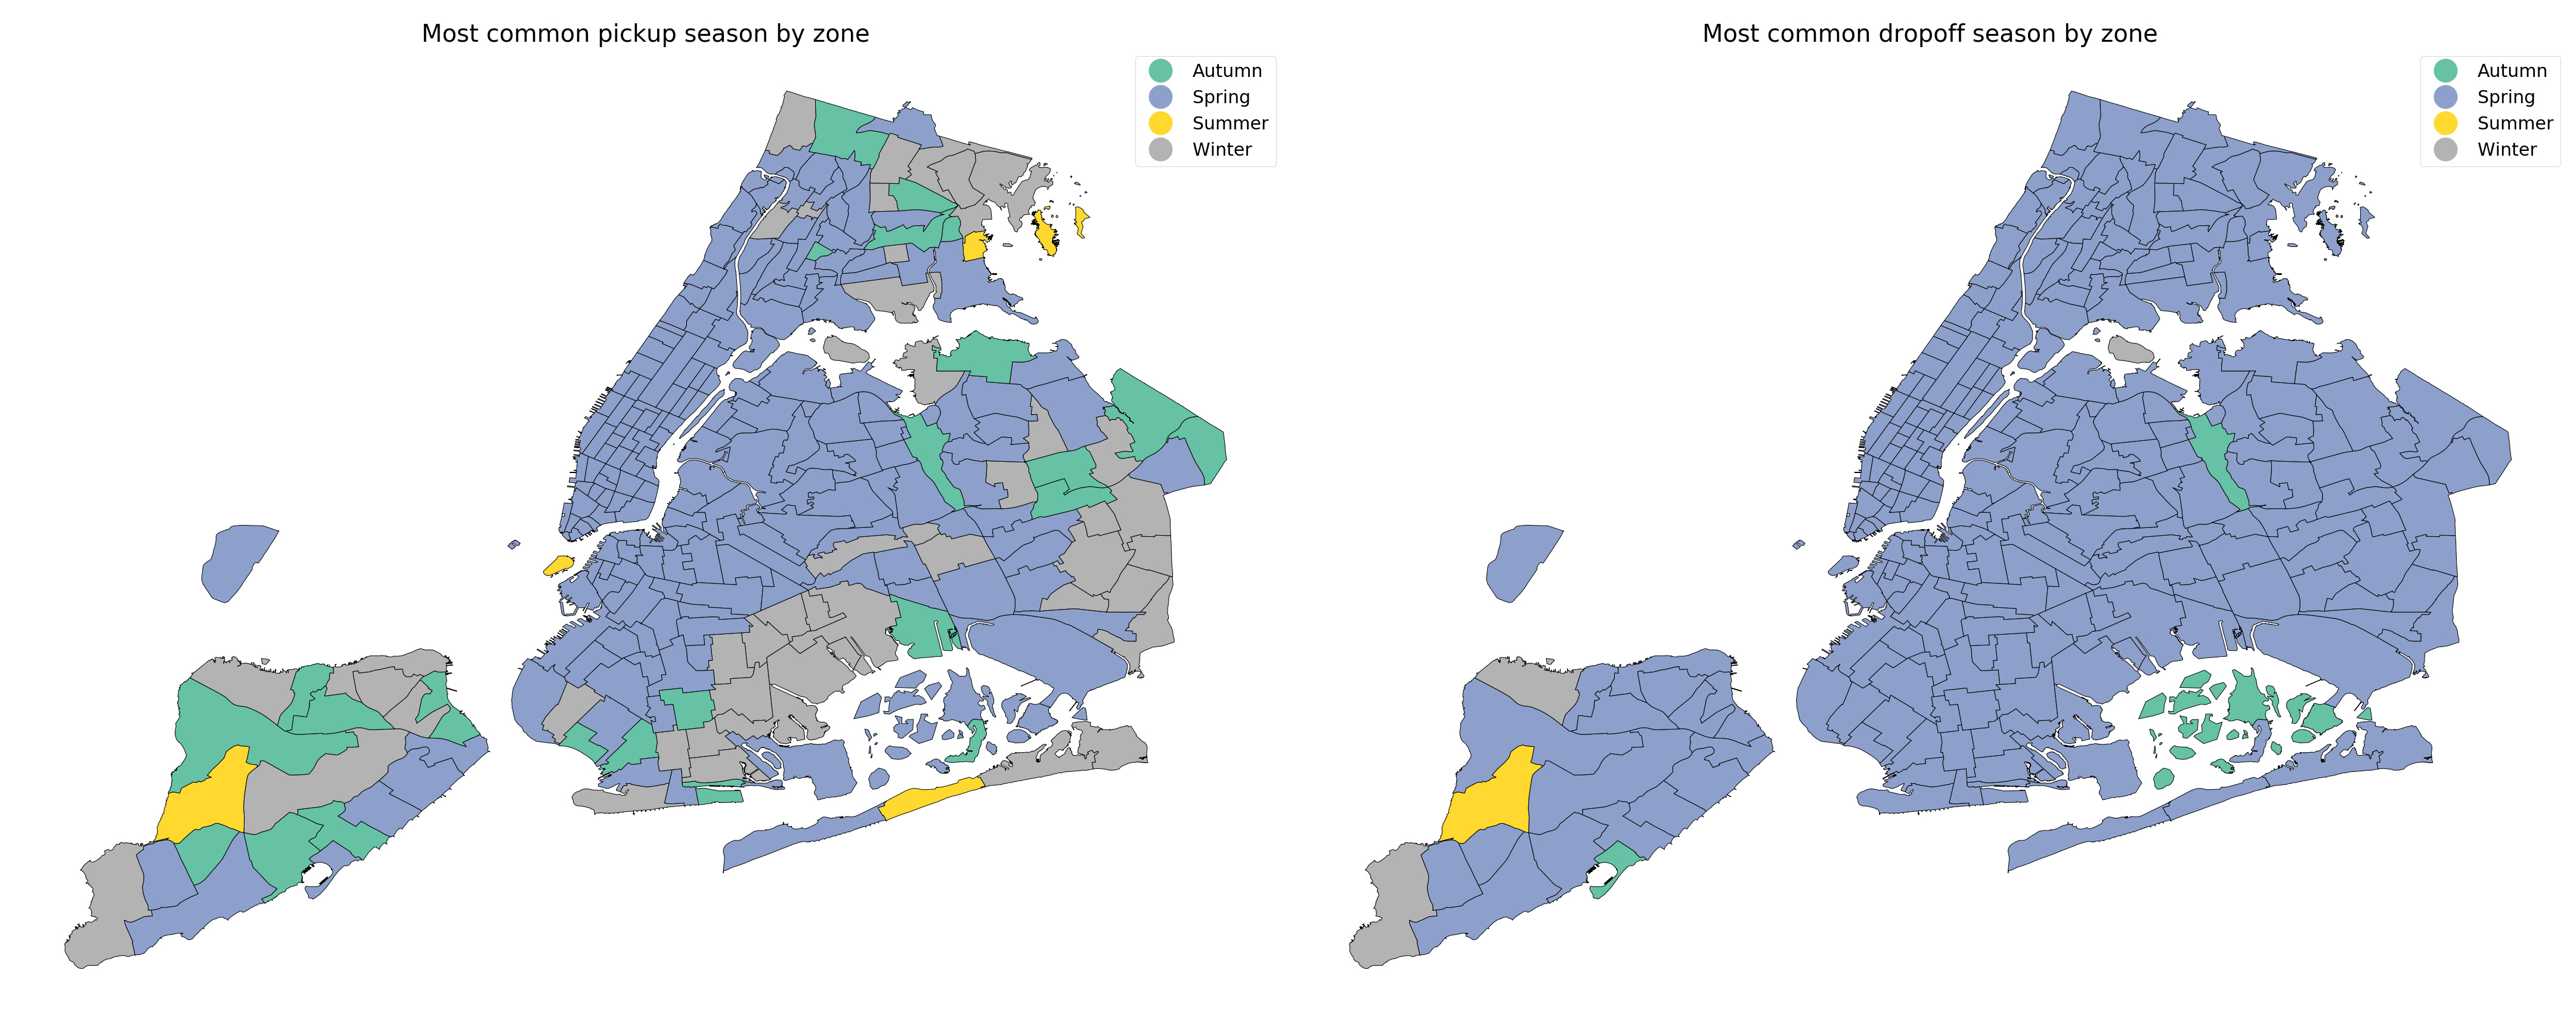 Most common pickup season by zone
Autumn
Spring
Summer
Winter
Most common dropoff season by zone
Autumn
Spring
Summer
Winter